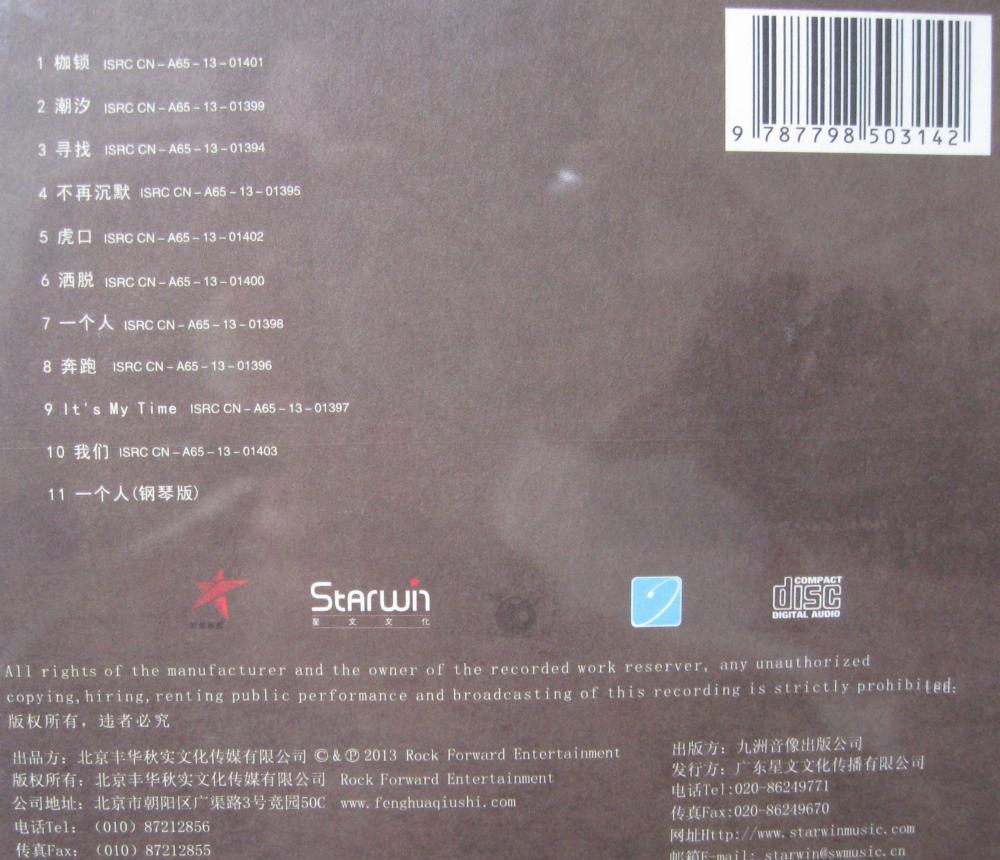 1 枷锁 ISRC CN－A65－13－01401
2 潮汐 ISRC CN－A65－13－01399
3 寻找 ISRC CN－A65－13－01394
4 不再沉默 ISRC CN－A65－13－01395
5 虎口 ISRC CN－A65－13－01402
6 洒脱 ISRC CN－A65－13－01400
7 一个人 ISRC CN－A65－13－01398
8 奔跑 ISRC CN－A65－13－01396
9 It's My Time ISRC CN－A65－13－01397
10 我们 ISRC CN－A65－13－01403
11 一个人(钢琴版)
9 787798 503142
StArwin
星文文化
COMPACT
disc
DIGITAL AUDIO
All rights of the manufacturer and the owner of the recorded work reserver, any unauthorized
copying,hiring,renting public performance and broadcasting of this recording is strictly prohibited:
版权所有，违者必究
出品方：北京丰华秋实文化传媒有限公司 ©&℗ 2013 Rock Forward Entertainment
版权所有：北京丰华秋实文化传媒有限公司 Rock Forward Entertainment
公司地址：北京市朝阳区广渠路3号竞园50C www.fenghuaqiushi.com
电话Tel：（010）87212856
传真Fax：（010）87212855
出版方：九洲音像出版公司
发行方：广东星文文化传播有限公司
电话Tel:020-86249771
传真Fax:020-86249670
网址Http://www.starwinmusic.com
邮箱E-mail: starwin@swmusic.cn